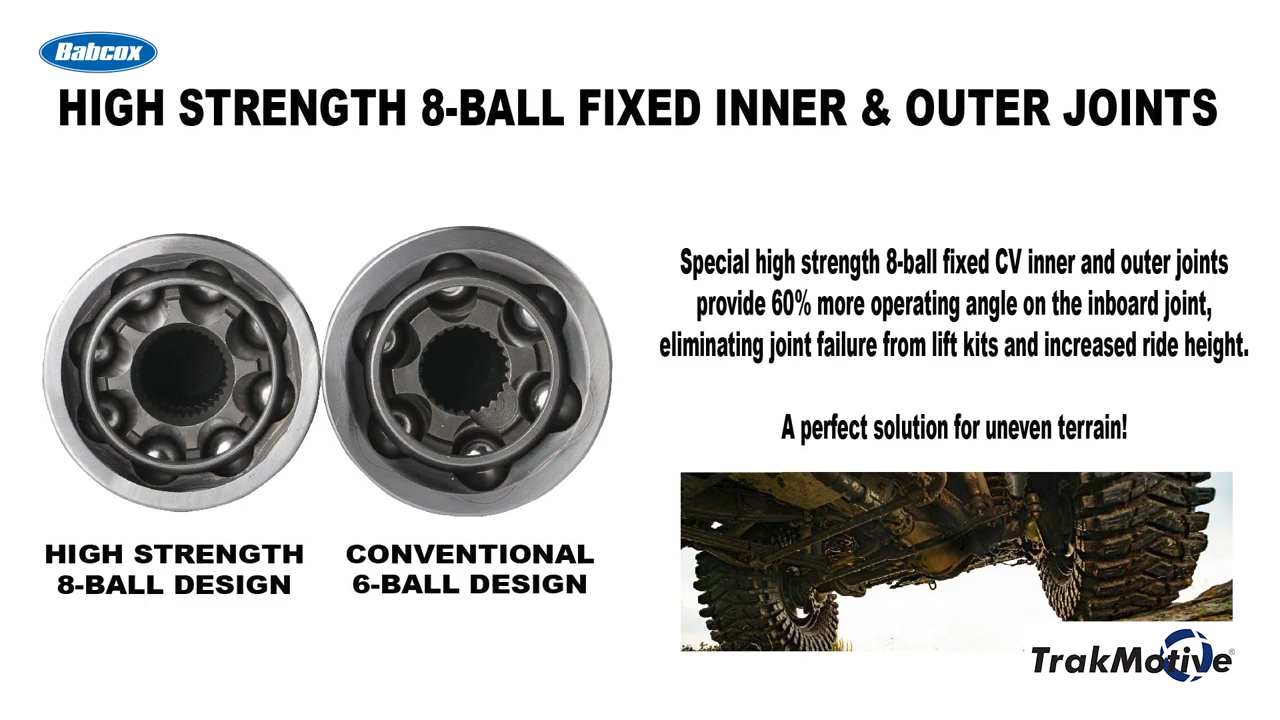 Babcox
HIGH STRENGTH 8-BALL FIXED INNER & OUTER JOINTS
Special high strength 8-ball fixed CV inner and outer joints
provide 60% more operating angle on the inboard joint,
eliminating joint failure from lift kits and increased ride height.
A perfect solution for uneven terrain!
HIGH STRENGTH
8-BALL DESIGN
CONVENTIONAL
6-BALL DESIGN
TrakMotive®